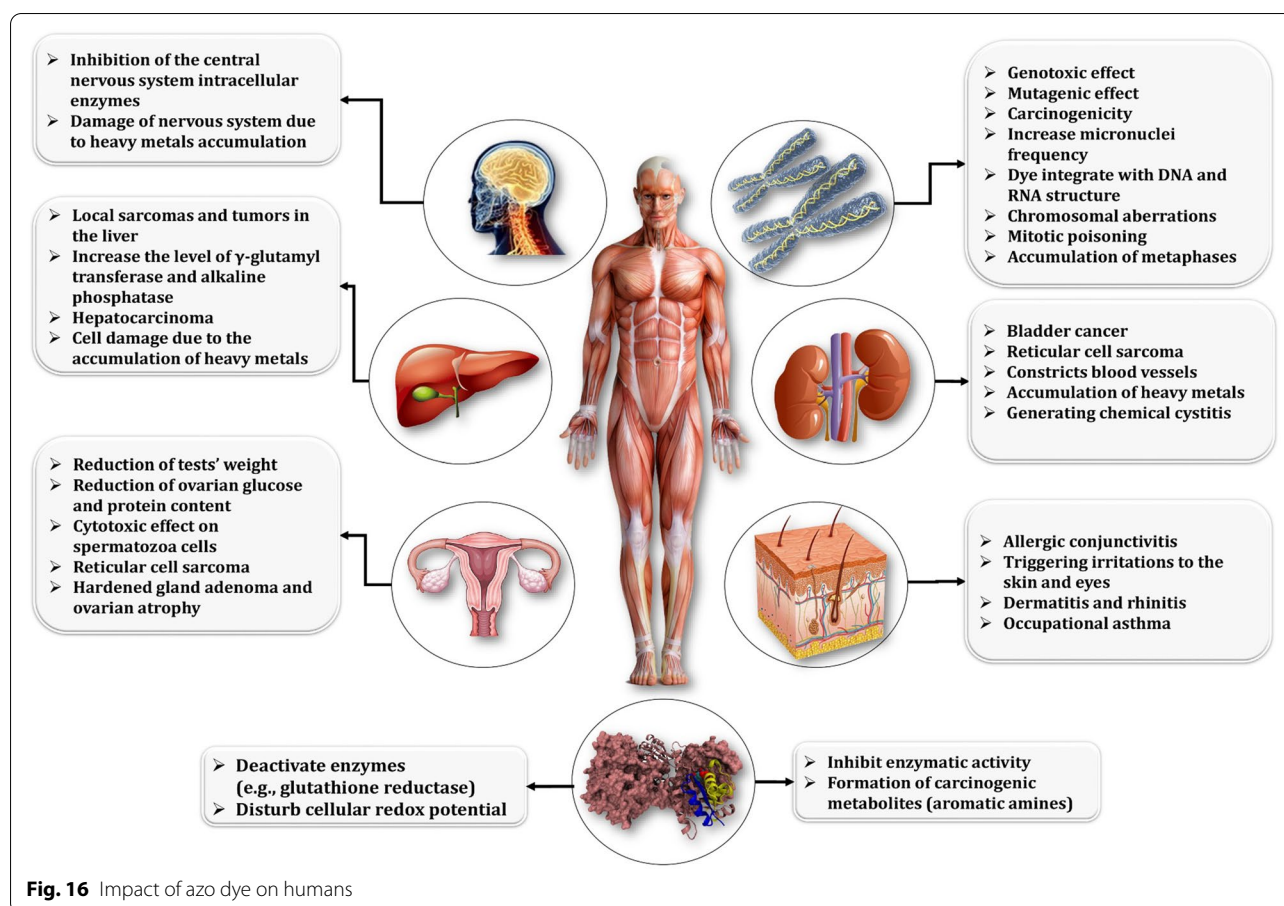 ➢ Inhibition of the central
nervous system intracellular
enzymes
➢ Damage of nervous system due
to heavy metals accumulation
➢ Local sarcomas and tumors in
the liver
➢ Increase the level of γ-glutamyl
transferase and alkaline
phosphatase
➢ Hepatocarcinoma
➢ Cell damage due to the
accumulation of heavy metals
➢ Reduction of tests' weight
➢ Reduction of ovarian glucose
and protein content
➢ Cytotoxic effect on
spermatozoa cells
➢ Reticular cell sarcoma
➢ Hardened gland adenoma and
ovarian atrophy
➢ Genotoxic effect
➢ Mutagenic effect
➢ Carcinogenicity
➢ Increase micronuclei
frequency
➢ Dye integrate with DNA and
RNA structure
➢ Chromosomal aberrations
➢ Mitotic poisoning
➢ Accumulation of metaphases
➢ Bladder cancer
➢ Reticular cell sarcoma
➢ Constricts blood vessels
➢ Accumulation of heavy metals
➢ Generating chemical cystitis
➢ Allergic conjunctivitis
➢ Triggering irritations to the
skin and eyes
➢ Dermatitis and rhinitis
➢ Occupational asthma
➢ Deactivate enzymes
(e.g., glutathione reductase)
➢ Disturb cellular redox potential
➢ Inhibit enzymatic activity
➢ Formation of carcinogenic
metabolites (aromatic amines)
Fig. 16 Impact of azo dye on humans